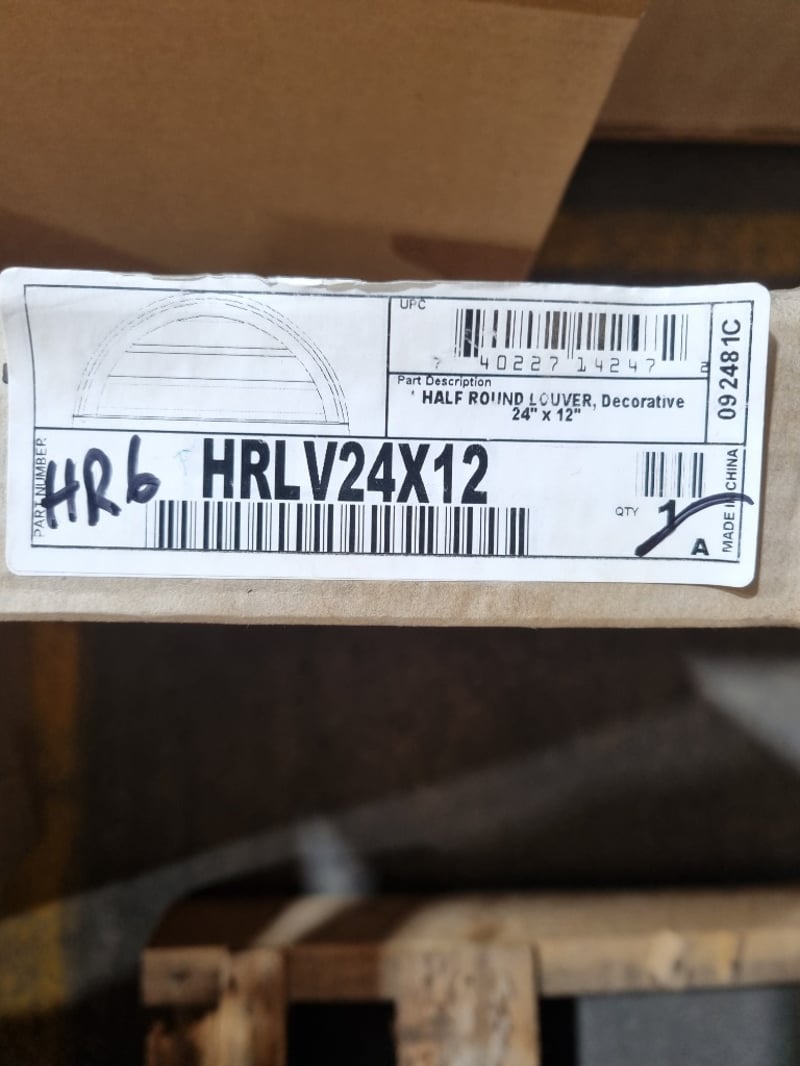 UPC
7 40227 14247 2
Part Description
HALF ROUND LOUVER, Decorative
24" x 12"
092481C
PART NUMBER
HR6
HRLV24X12
QTY 1
A
MADE IN CHINA